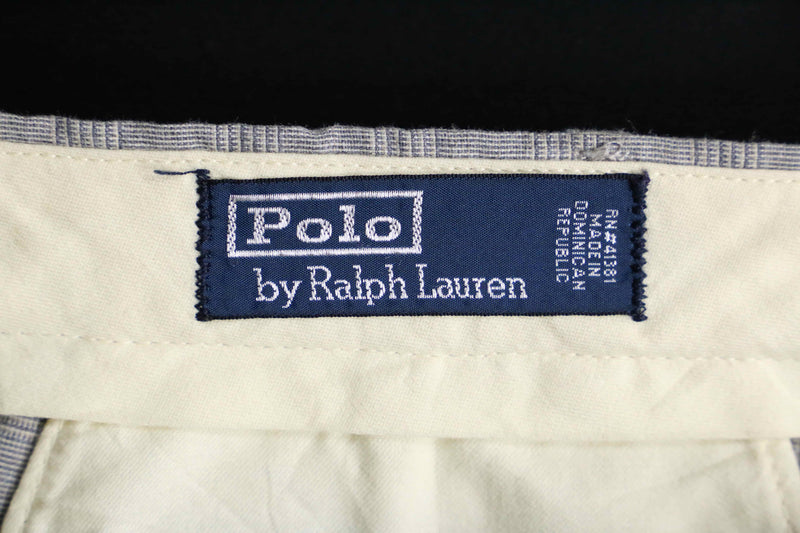 Polo
by Ralph Lauren
RN#41381
MADE IN
DOMINICAN
REPUBLIC